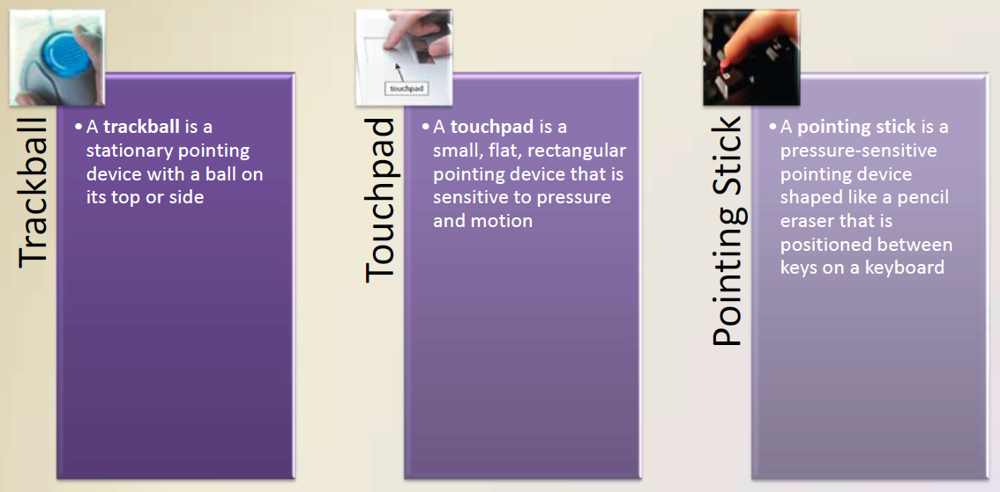 Trackball
• A trackball is a
stationary pointing
device with a ball on
its top or side
touchpad
Touchpad
• A touchpad is a
small, flat, rectangular
pointing device that is
sensitive to pressure
and motion
Pointing Stick
• A pointing stick is a
pressure-sensitive
pointing device
shaped like a pencil
eraser that is
positioned between
keys on a keyboard